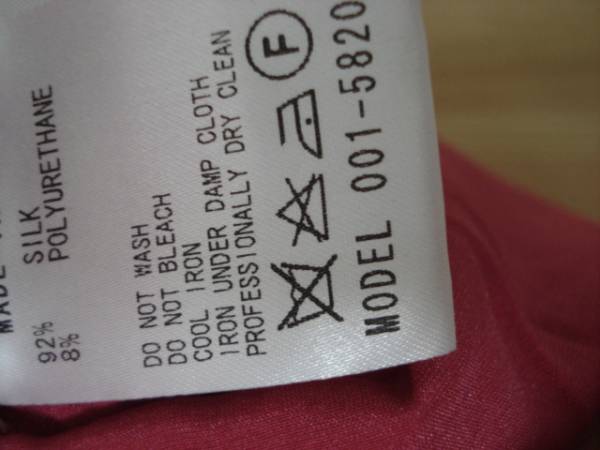 92% SILK
8% POLYURETHANE
DO NOT WASH
DO NOT BLEACH
COOL IRON
IRON UNDER DAMP CLOTH
PROFESSIONALLY DRY CLEAN
F
MODEL 001-5820